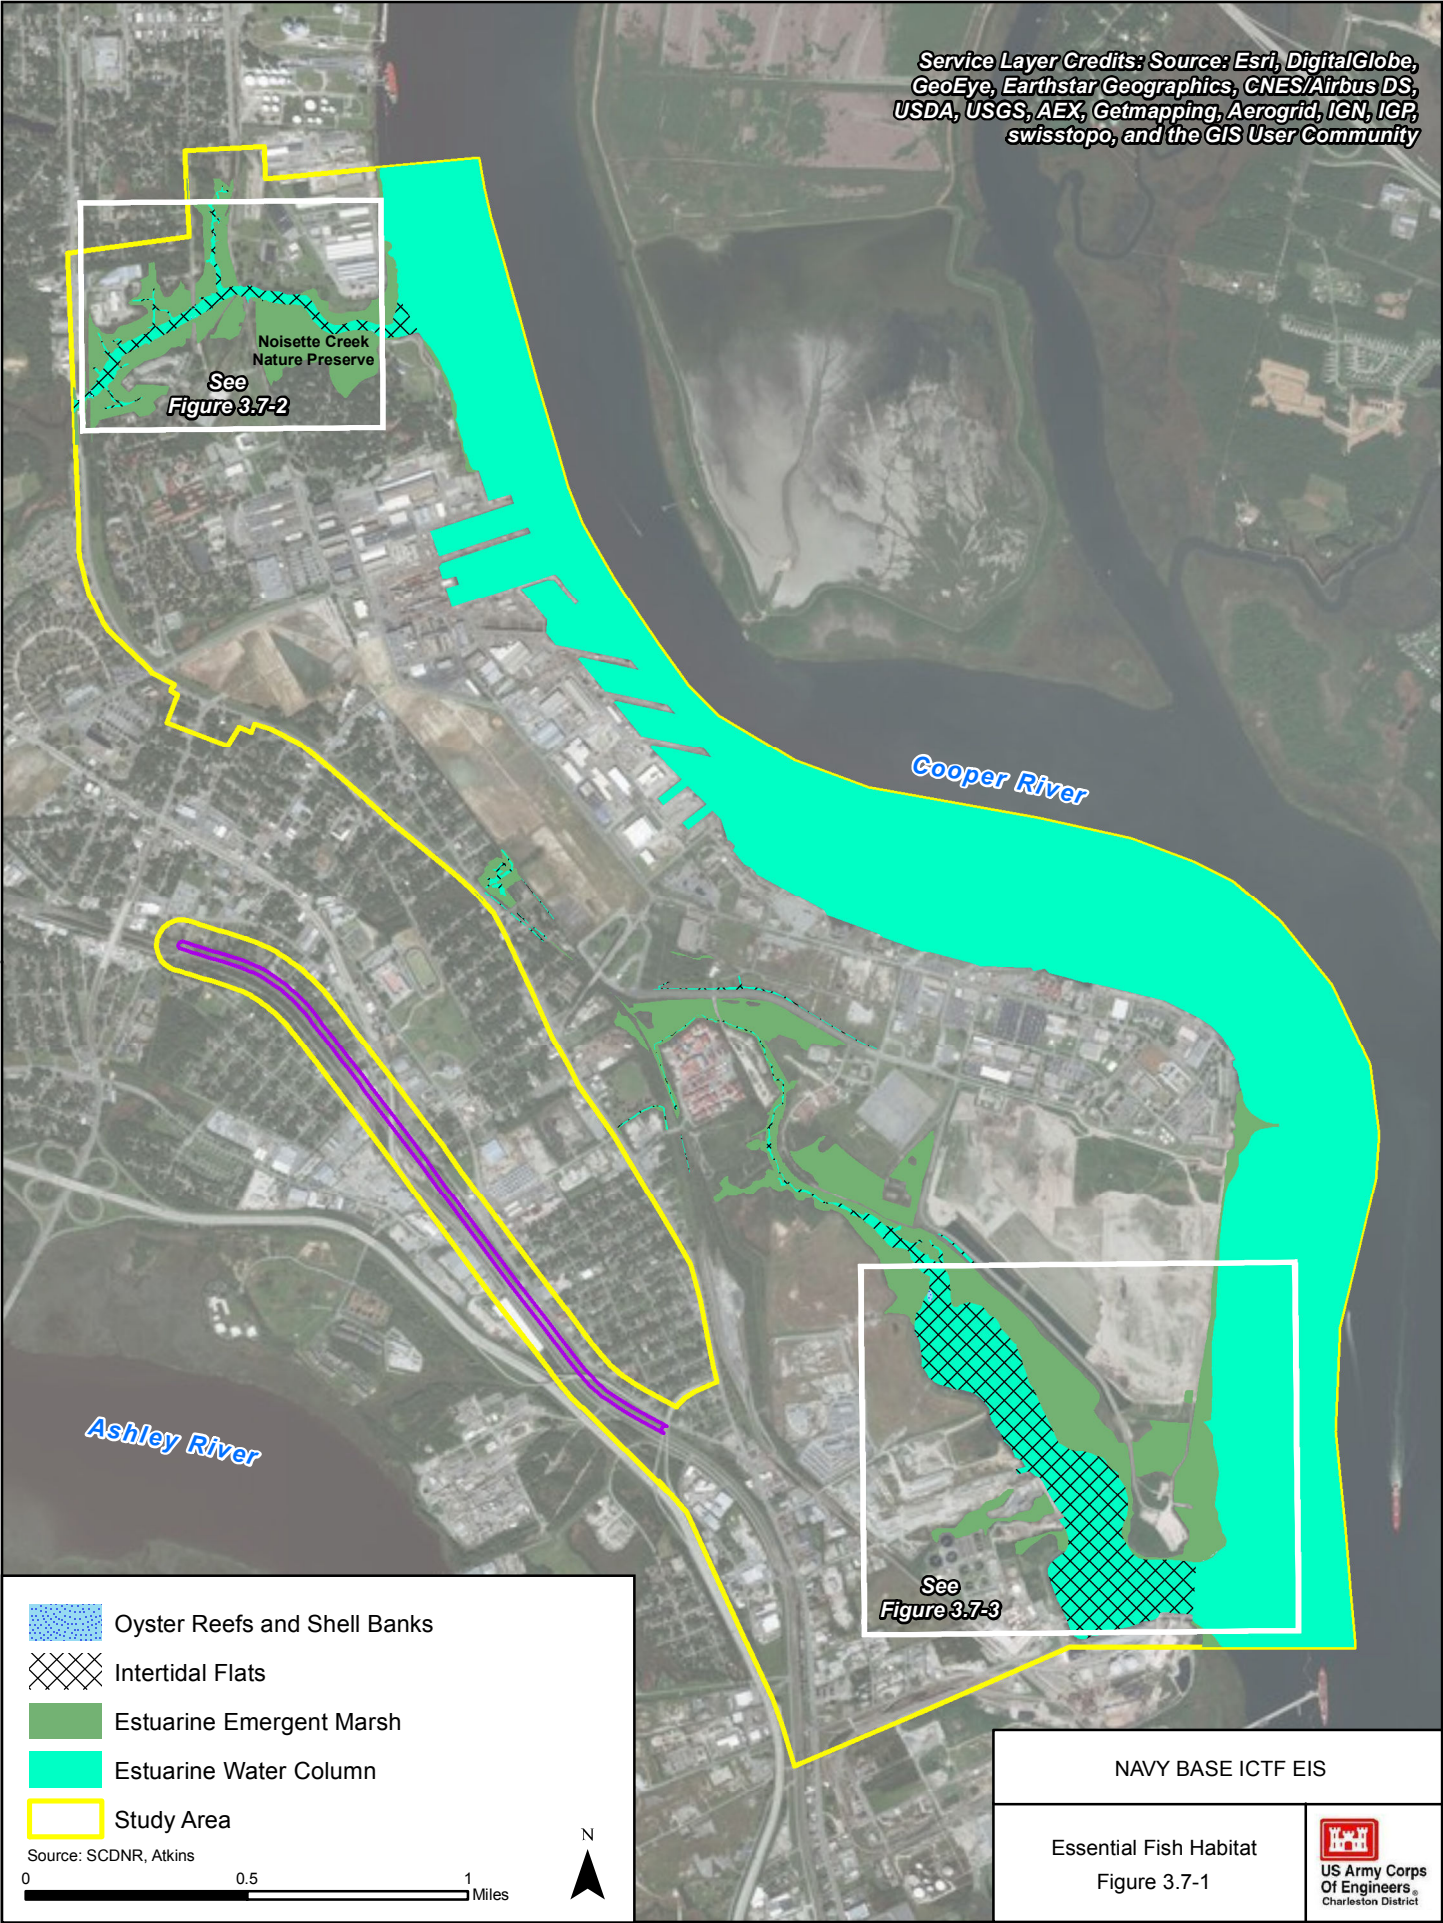 Service Layer Credits: Source: Esri, DigitalGlobe,
GeoEye, Earthstar Geographics, CNES/Airbus DS,
USDA, USGS, AEX, Getmapping, Aerogrid, IGN, IGP,
swisstopo, and the GIS User Community
Noisette Creek
Nature Preserve
See
Figure 3.7-2
Cooper River
Ashley River
See
Figure 3.7-3
Oyster Reefs and Shell Banks
Intertidal Flats
Estuarine Emergent Marsh
Estuarine Water Column
Study Area
Source: SCDNR, Atkins
0 0.5 1
Miles
N
NAVY BASE ICTF EIS
Essential Fish Habitat
Figure 3.7-1
US Army Corps
Of Engineers®
Charleston District